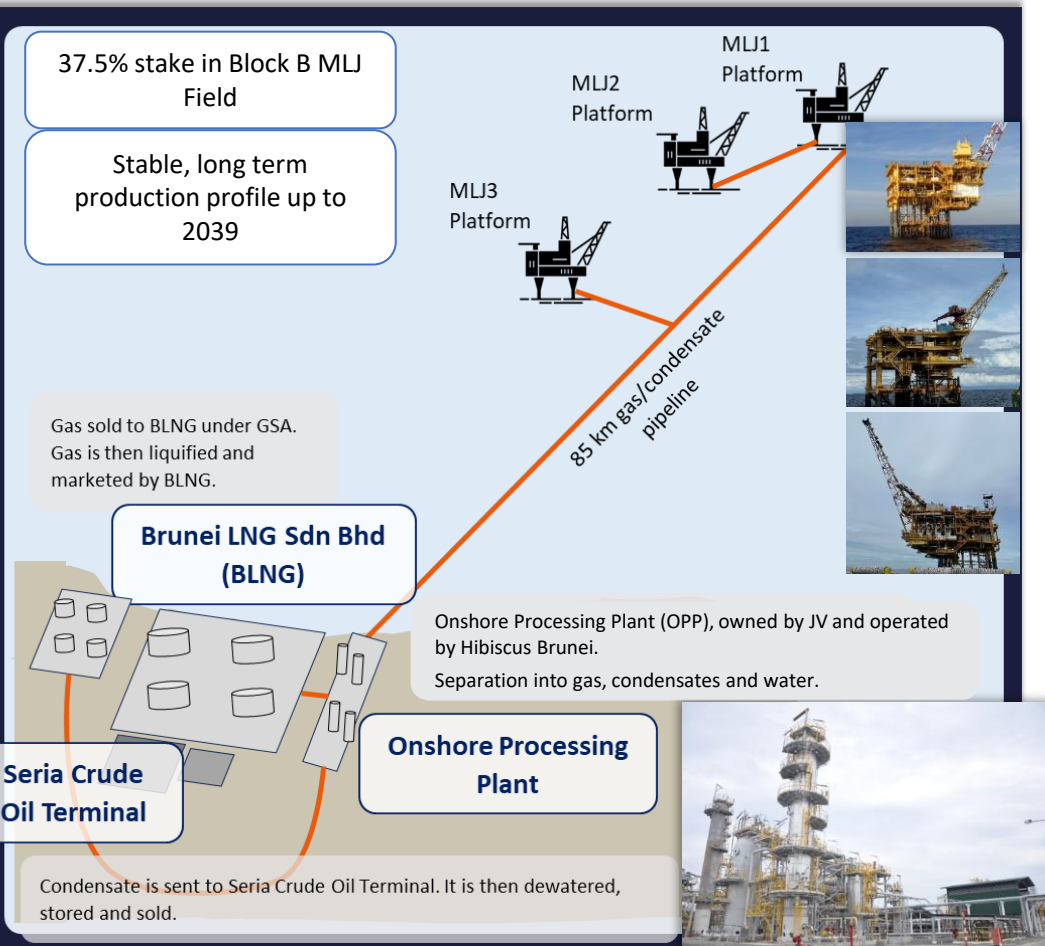 37.5% stake in Block B MLJ
Field
Stable, long term
production profile up to
2039
MLJ1
Platform
MLJ2
Platform
MLJ3
Platform
85 km gas/condensate
pipeline
Gas sold to BLNG under GSA.
Gas is then liquified and
marketed by BLNG.
Brunei LNG Sdn Bhd
(BLNG)
Onshore Processing Plant (OPP), owned by JV and operated
by Hibiscus Brunei.
Separation into gas, condensates and water.
Onshore Processing
Plant
Seria Crude
Oil Terminal
Condensate is sent to Seria Crude Oil Terminal. It is then dewatered,
stored and sold.